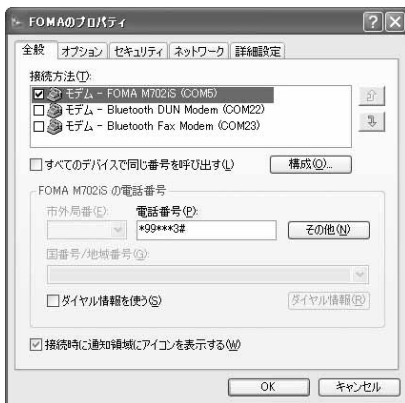 FOMAのプロパティ
全般 オプション セキュリティ ネットワーク 詳細設定
接続方法(T):
モデム - FOMA M702iS (COM5)
モデム - Bluetooth DUN Modem (COM22)
モデム - Bluetooth Fax Modem (COM23)
すべてのデバイスで同じ番号を呼び出す(L) 構成(O)...
FOMA M702iS の電話番号
市外局番(E): 電話番号(P):
*99***3# その他(N)
国番号/地域番号(G):
ダイヤル情報を使う(S) ダイヤル情報(R)
接続時に通知領域にアイコンを表示する(W)
OK キャンセル